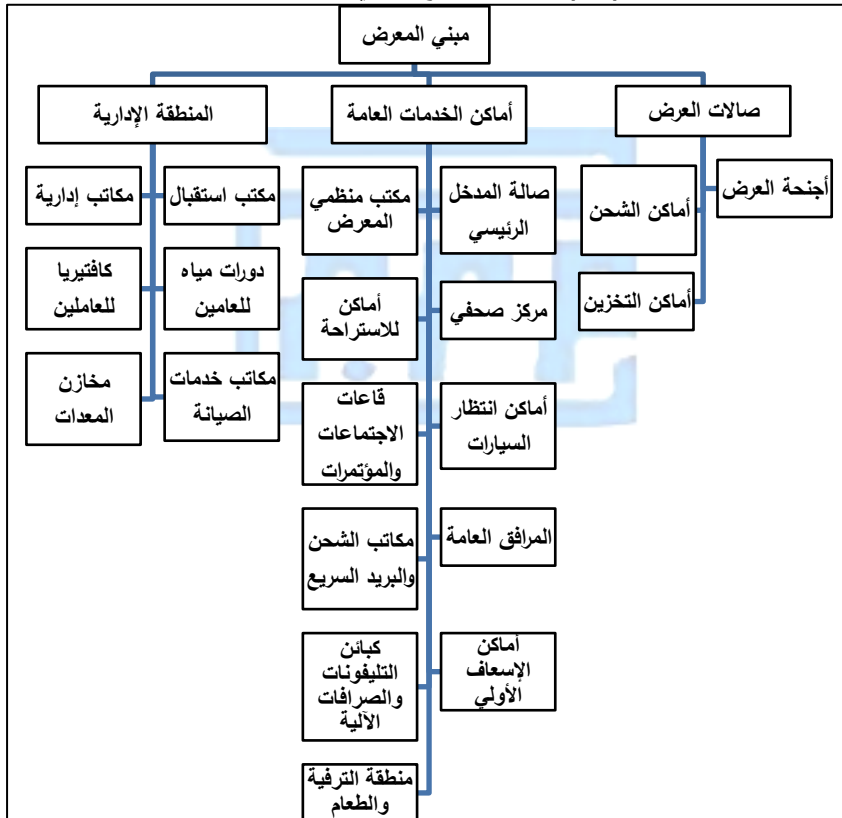 مبني المعرض
صالات العرض
أماكن الخدمات العامة
المنطقة الإدارية
أجنحة العرض
أماكن الشحن
أماكن التخزين
صالة المدخل
الرئيسي
مكتب منظمي
المعرض
مركز صحفي
أماكن
للاستراحة
أماكن انتظار
السيارات
قاعات
الاجتماعات
والمؤتمرات
المرافق العامة
مكاتب الشحن
والبريد السريع
أماكن
الإسعاف
الأولي
كبائن
التليفونات
والصرافات
الآلية
منطقة الترفية
والطعام
مكتب استقبال
مكاتب إدارية
دورات مياه
للعامين
كافتيريا
للعاملين
مكاتب خدمات
الصيانة
مخازن
المعدات